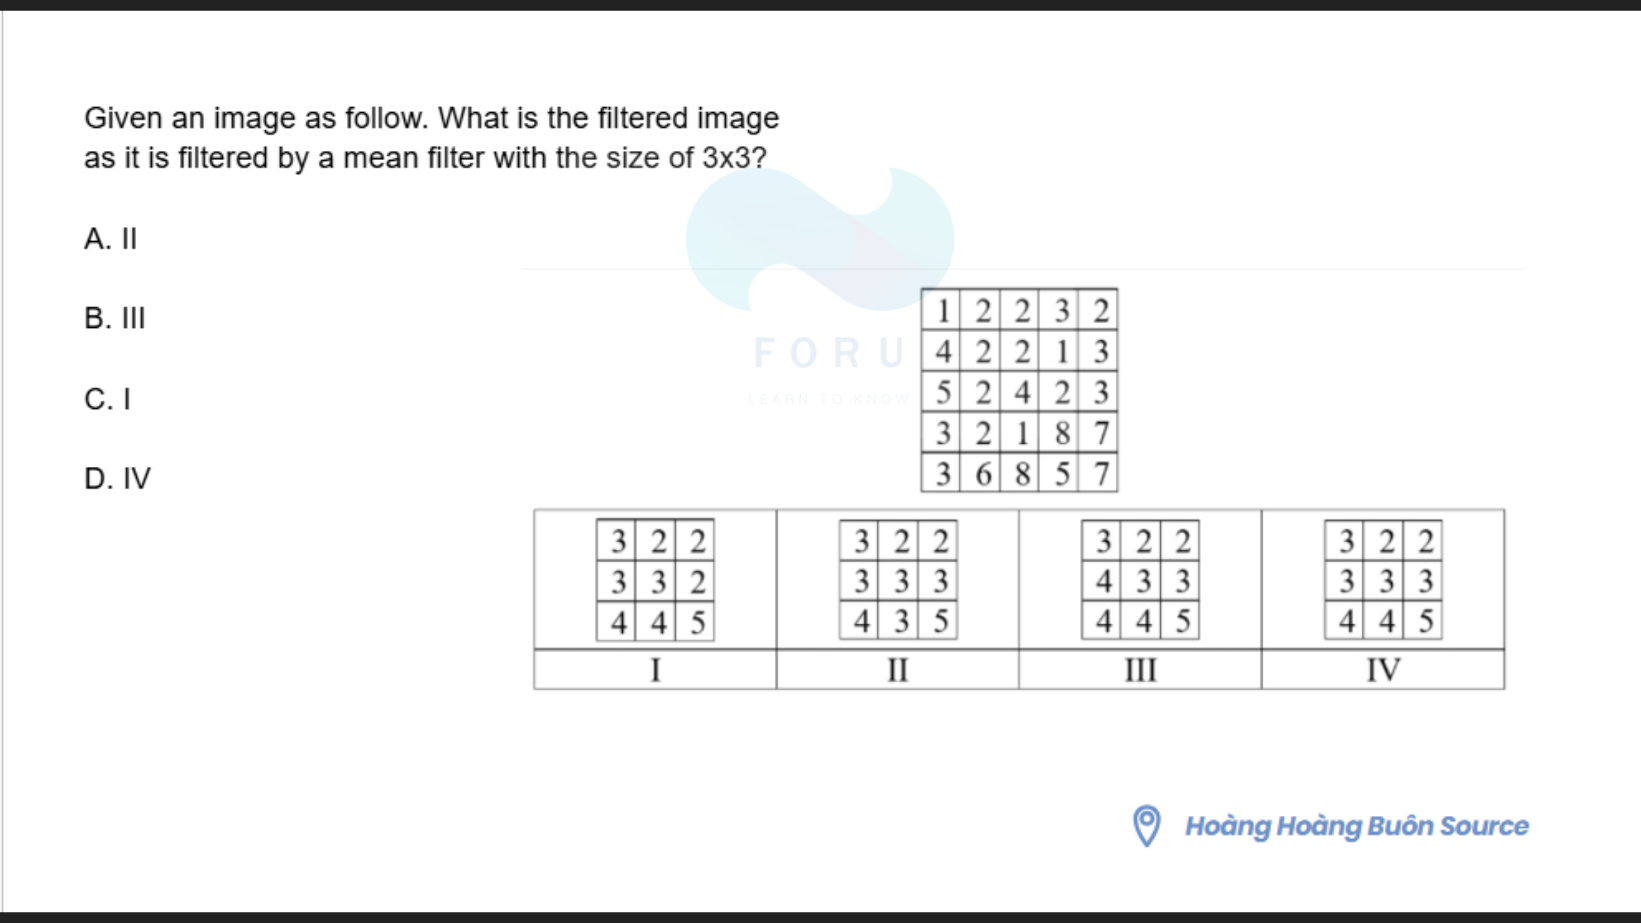 Given an image as follow. What is the filtered image
as it is filtered by a mean filter with the size of 3x3?
A. II
B. III
C. I
D. IV
FORU
LEARN TO KNOW
1 2 2 3 2
4 2 2 1 3
5 2 4 2 3
3 2 1 8 7
3 6 8 5 7
3 2 2 3 2 2 3 2 2 3 2 2
3 3 2 3 3 3 4 3 3 3 3 3
4 4 5 4 3 5 4 4 5 4 4 5
I II III IV
Hoàng Hoàng Buôn Source